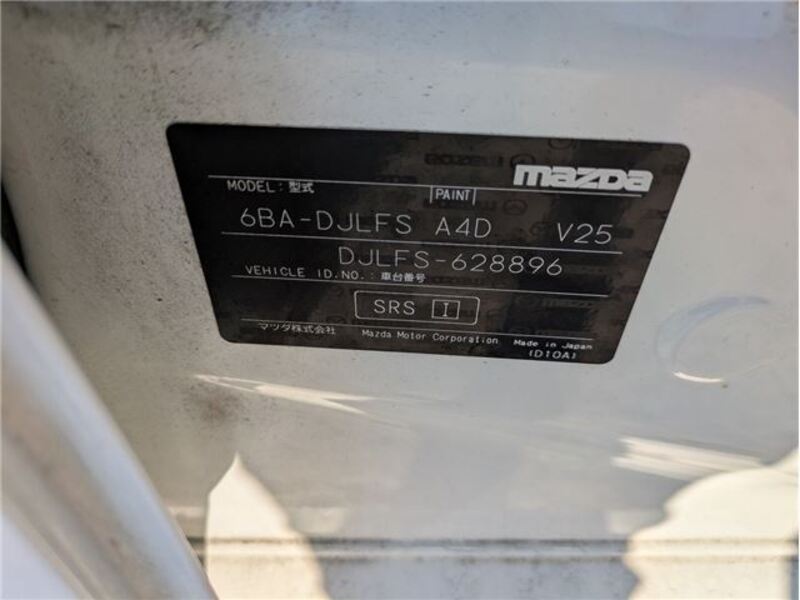 mazda
MODEL: 型式 PAINT
6BA-DJLFS A4D V25
DJLFS-628896
VEHICLE ID.NO.: 車台番号
SRS I
マツダ株式会社 Mazda Motor Corporation Made in Japan
(D10A)